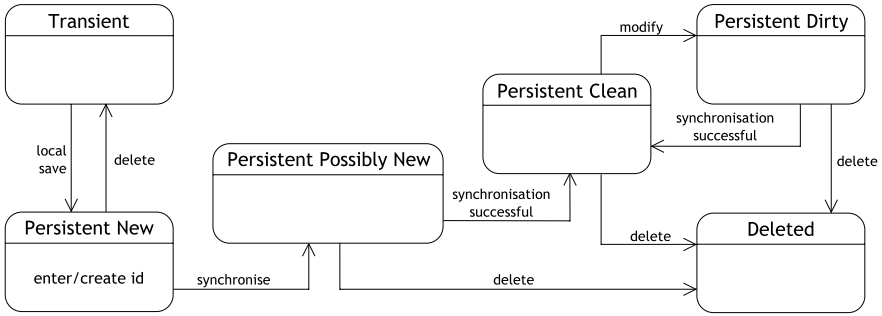 Transient
Persistent Dirty
modify
Persistent Clean
synchronisation
successful
local
save
delete
Persistent Possibly New
delete
synchronisation
successful
Persistent New
Deleted
delete
enter/create id
synchronise
delete